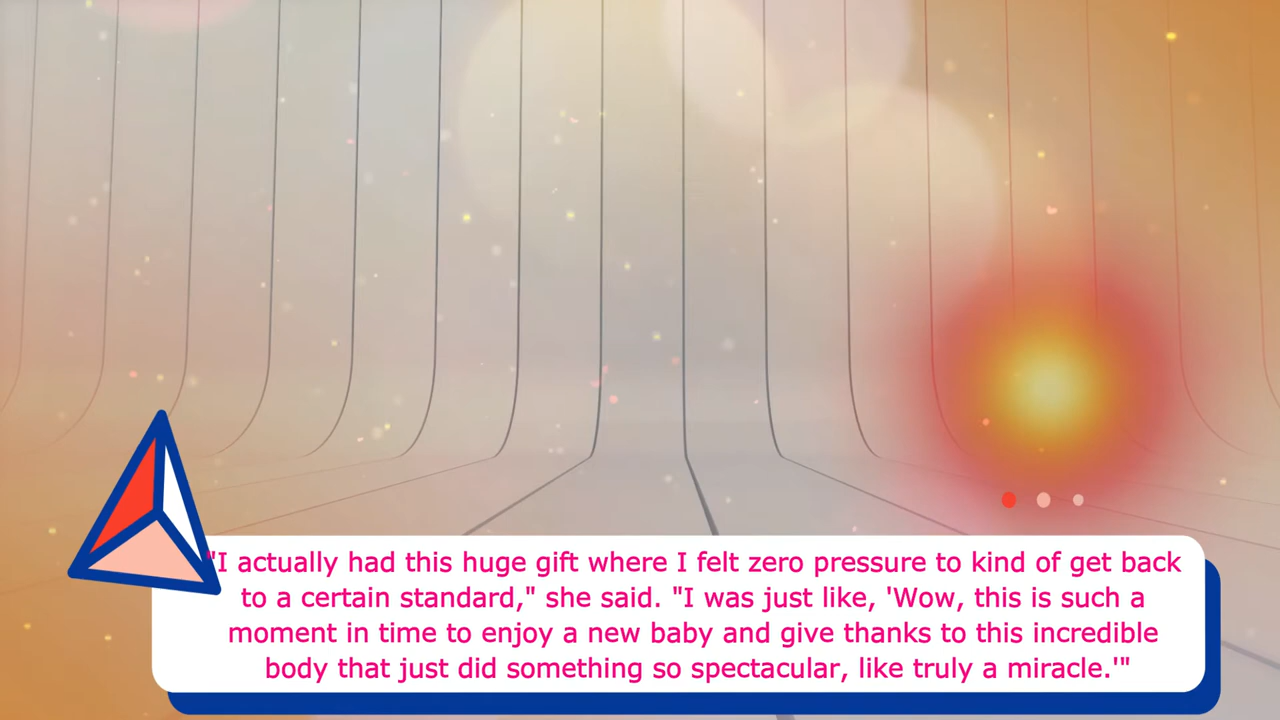 "I actually had this huge gift where I felt zero pressure to kind of get back
to a certain standard," she said. "I was just like, 'Wow, this is such a
moment in time to enjoy a new baby and give thanks to this incredible
body that just did something so spectacular, like truly a miracle.'"